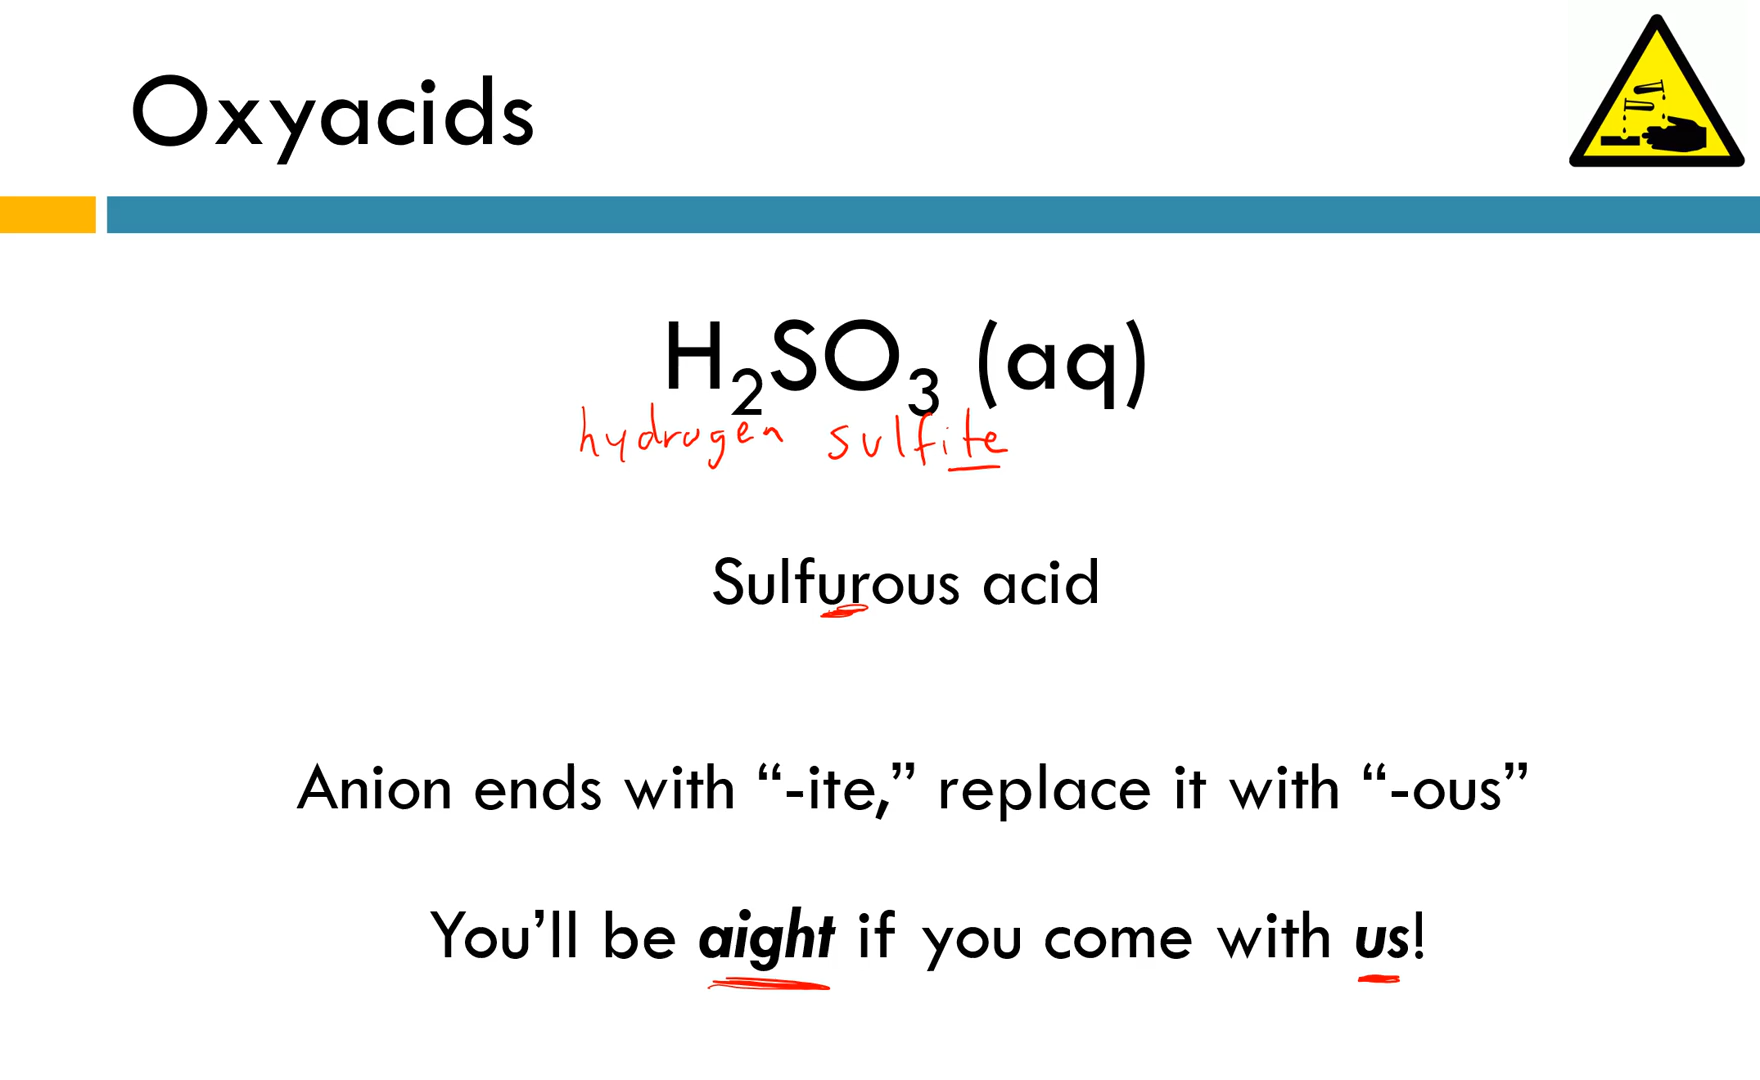 Oxyacids
H₂SO₃ (aq)
hydrogen sulfite
Sulfurous acid
Anion ends with “-ite,” replace it with “-ous”
You’ll be aight if you come with us!